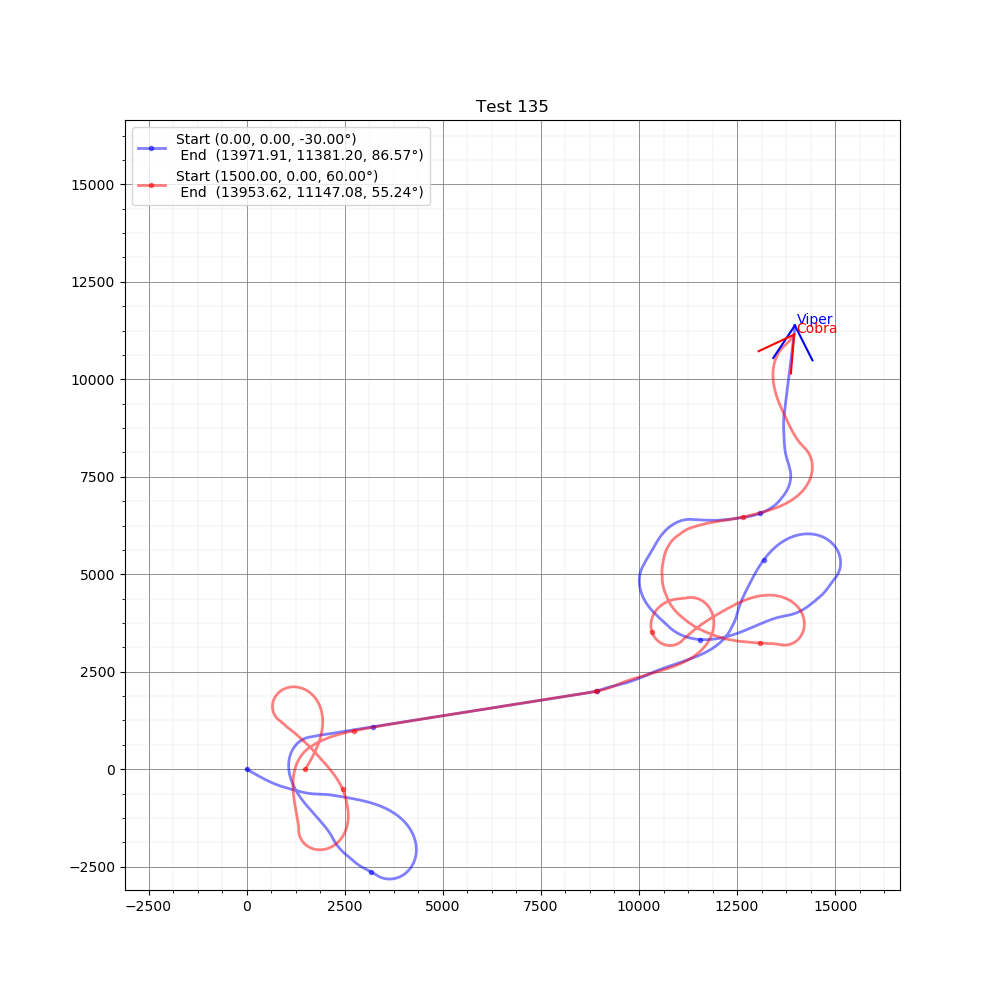 Test 135
Start (0.00, 0.00, -30.00°)
End  (13971.91, 11381.20, 86.57°)
Start (1500.00, 0.00, 60.00°)
End  (13953.62, 11147.08, 55.24°)
15000
12500
10000
7500
5000
2500
0
−2500
Viper
Cobra
−2500 0 2500 5000 7500 10000 12500 15000